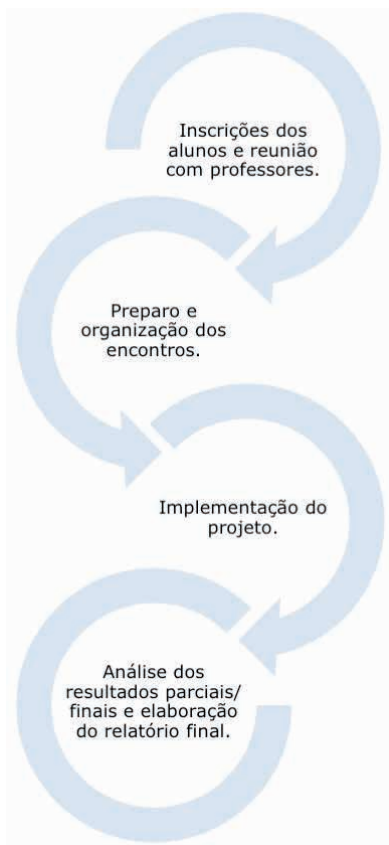 Inscrições dos
alunos e reunião
com professores.
Preparo e
organização dos
encontros.
Implementação do
projeto.
Análise dos
resultados parciais/
finais e elaboração
do relatório final.